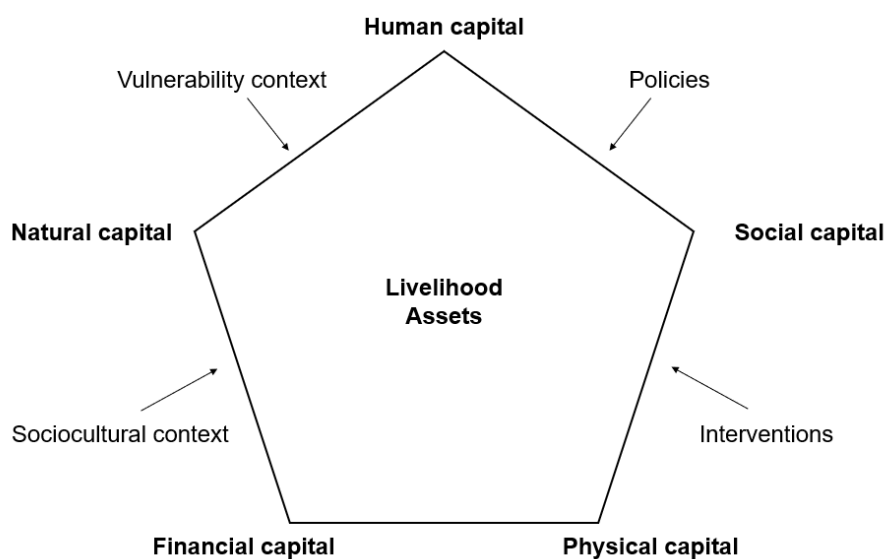 Human capital
Vulnerability context
Policies
Natural capital
Social capital
Livelihood
Assets
Sociocultural context
Interventions
Financial capital
Physical capital